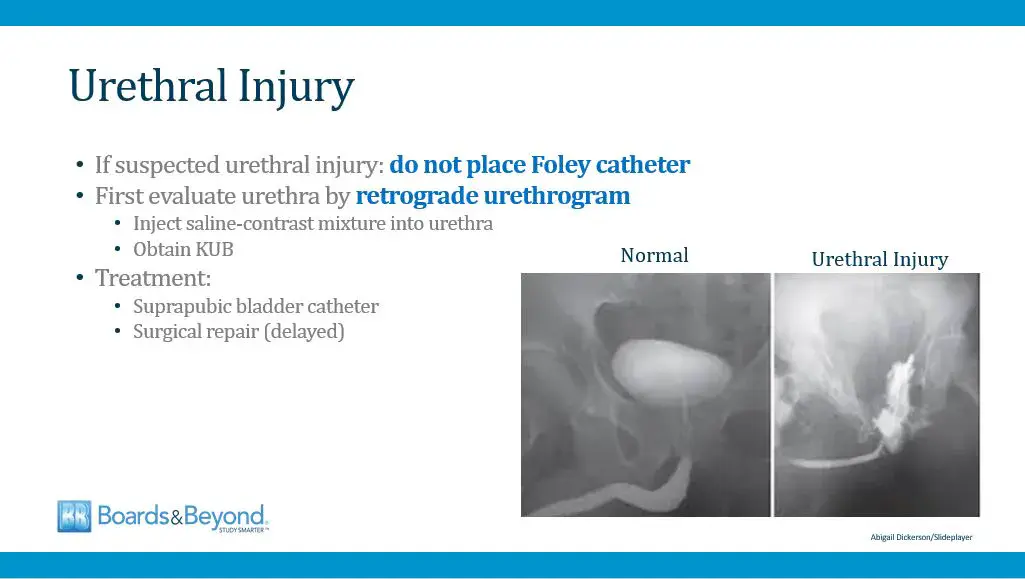 Urethral Injury
• If suspected urethral injury: do not place Foley catheter
• First evaluate urethra by retrograde urethrogram
• Inject saline-contrast mixture into urethra
• Obtain KUB
• Treatment:
• Suprapubic bladder catheter
• Surgical repair (delayed)
Normal
Urethral Injury
BB Boards&Beyond®
STUDY SMARTER™
Abigail Dickerson/Slideplayer